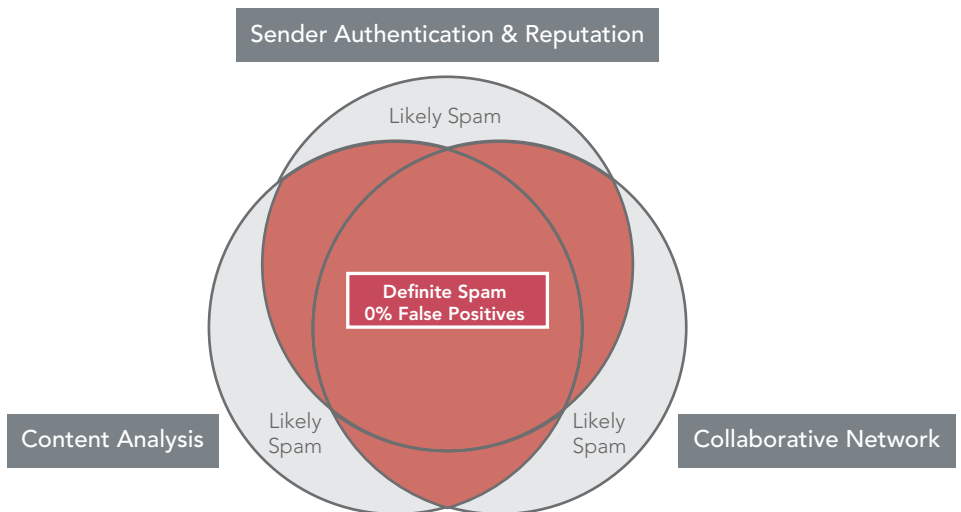 Sender Authentication & Reputation
Likely Spam
Definite Spam
0% False Positives
Likely
Spam
Likely
Spam
Content Analysis
Collaborative Network